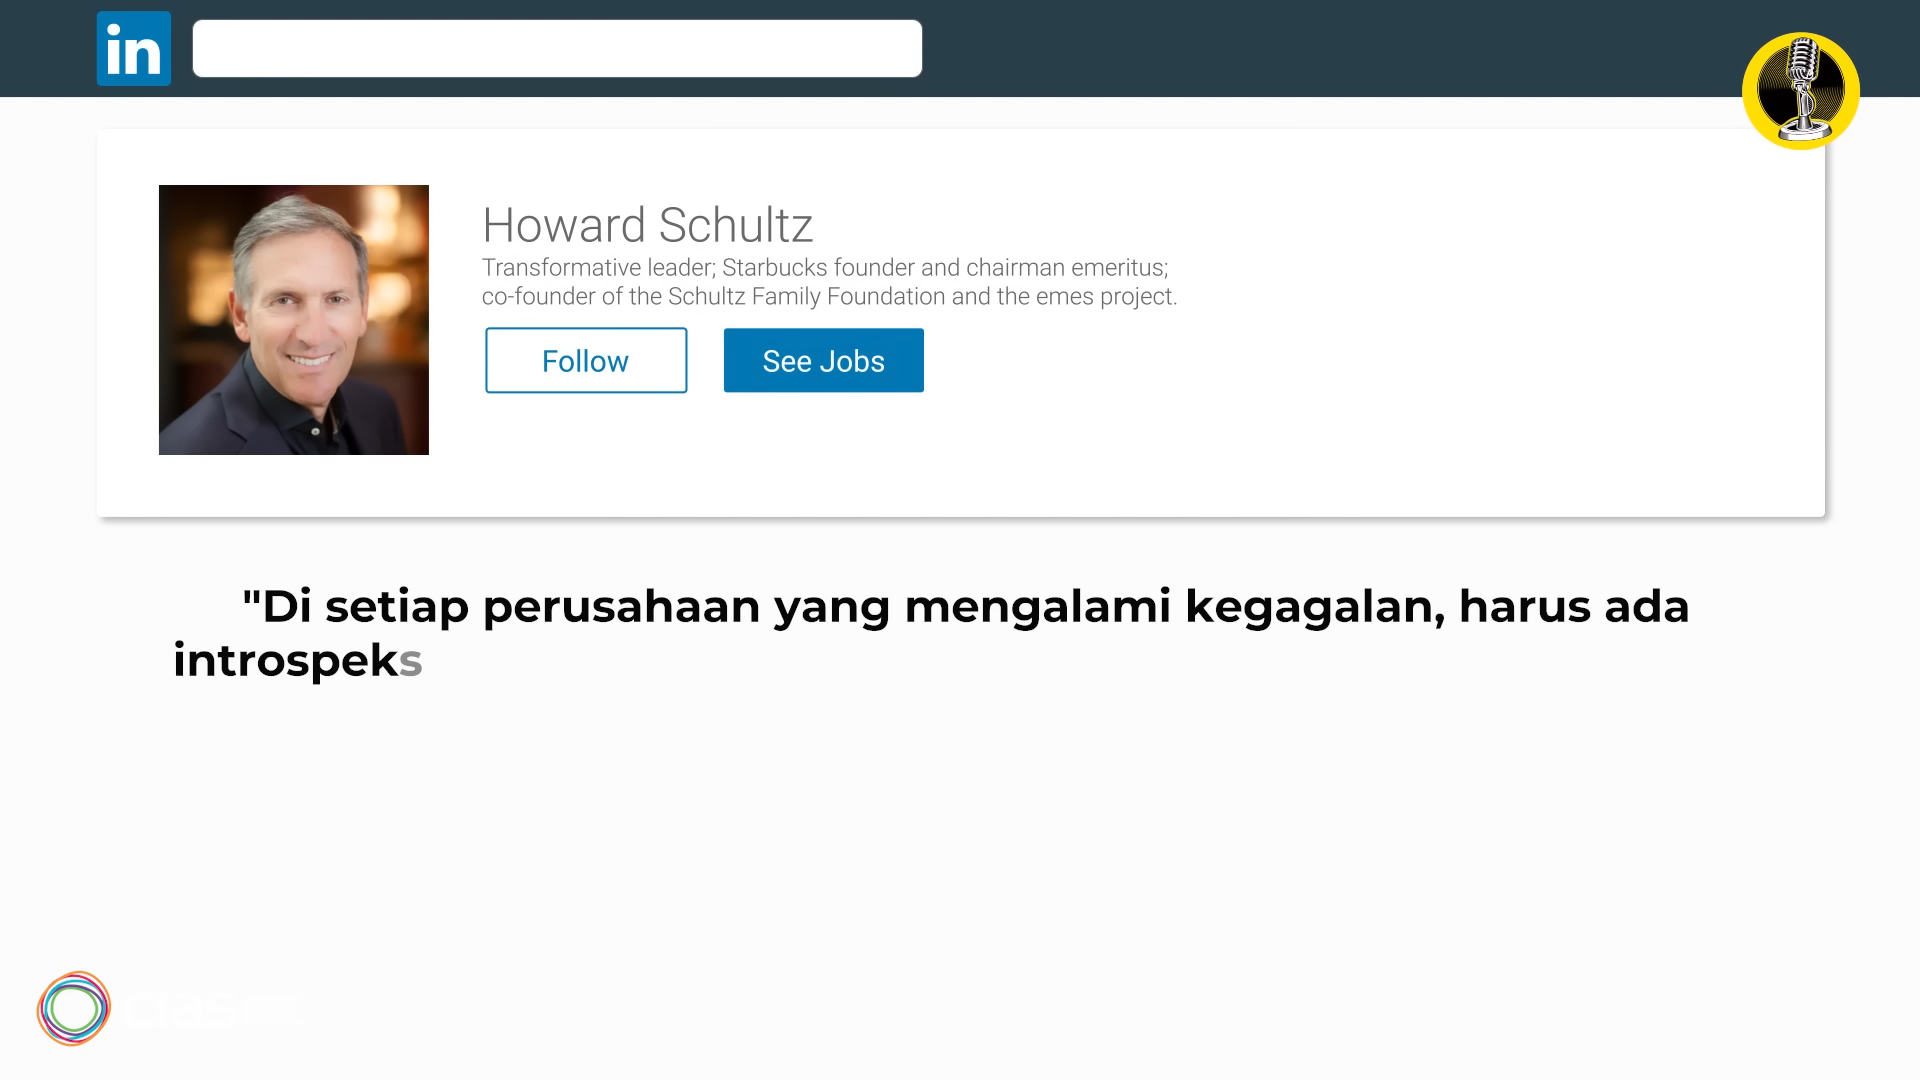 in
Howard Schultz
Transformative leader; Starbucks founder and chairman emeritus;
co-founder of the Schultz Family Foundation and the emes project.
Follow
See Jobs
"Di setiap perusahaan yang mengalami kegagalan, harus ada
introspeks